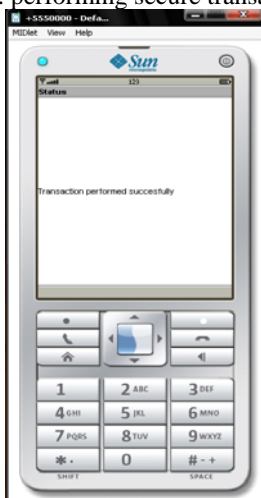 performing secure transa
+5550000 - Defa...
MIDlet View Help
Sun
microsystems
123
Status
Transaction performed succesfully
1
2 ABC
3 DEF
4 GHI
5 JKL
6 MNO
7 PQRS
8 TUV
9 WXYZ
* .
0
# - +
SHIFT
SPACE